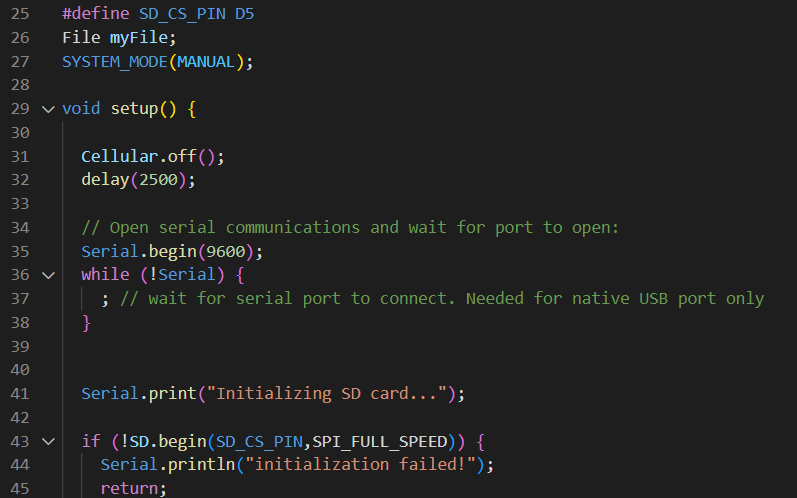 25 #define SD_CS_PIN D5
26 File myFile;
27 SYSTEM_MODE(MANUAL);
28
29 void setup() {
30
31 Cellular.off();
32 delay(2500);
33
34 // Open serial communications and wait for port to open:
35 Serial.begin(9600);
36 while (!Serial) {
37 ; // wait for serial port to connect. Needed for native USB port only
38 }
39
40
41 Serial.print("Initializing SD card...");
42
43 if (!SD.begin(SD_CS_PIN,SPI_FULL_SPEED)) {
44 Serial.println("initialization failed!");
45 return;